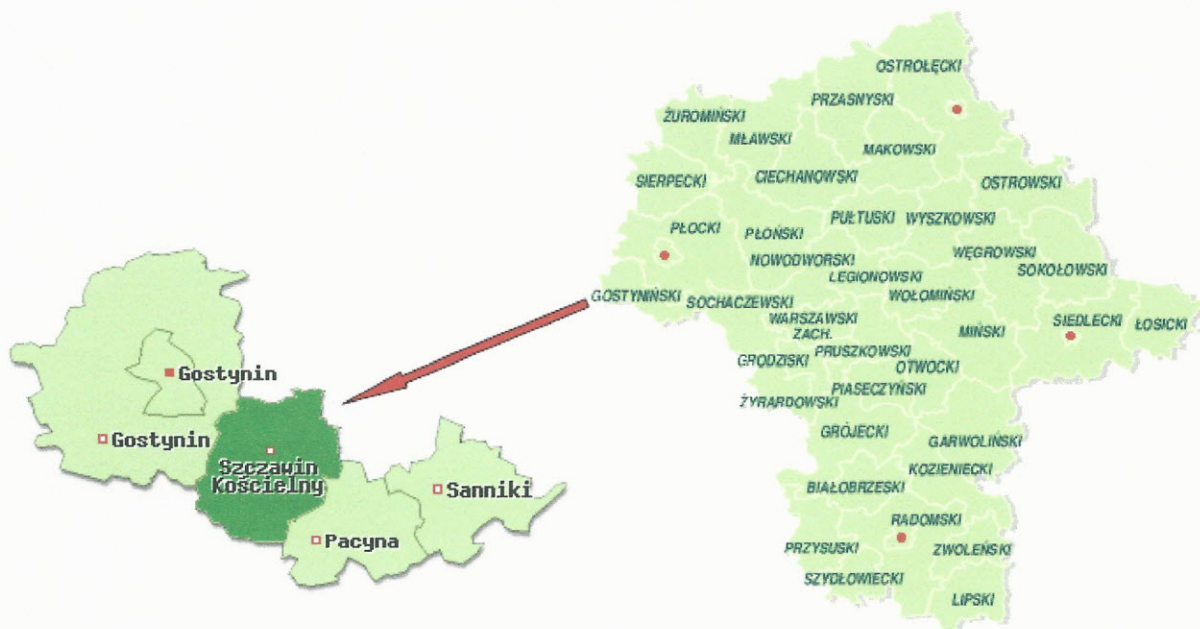 OSTROŁĘCKI
PRZASNYSKI
ŻUROMIŃSKI
MŁAWSKI
MAKOWSKI
SIERPECKI
CIECHANOWSKI
OSTROWSKI
PŁOCKI
PŁOŃSKI
PUŁTUSKI
WYSZKOWSKI
NOWODWORSKI
WĘGROWSKI
LEGIONOWSKI
SOKOŁOWSKI
GOSTYNIŃSKI
SOCHACZEWSKI
WOŁOMIŃSKI
WARSZAWSKI
ZACH.
MIŃSKI
SIEDLECKI
ŁOSICKI
GRODZISKI
PRUSZKOWSKI
OTWOCKI
PIASECZYŃSKI
ŻYRARDOWSKI
GRÓJECKI
GARWOLIŃSKI
KOZIENICKI
BIAŁOBRZESKI
RADOMSKI
PRZYSUSKI
ZWOLEŃSKI
SZYDŁOWIECKI
LIPSKI
Gostynin
Gostynin
Szczawin
Kościelny
Sanniki
Pacyna